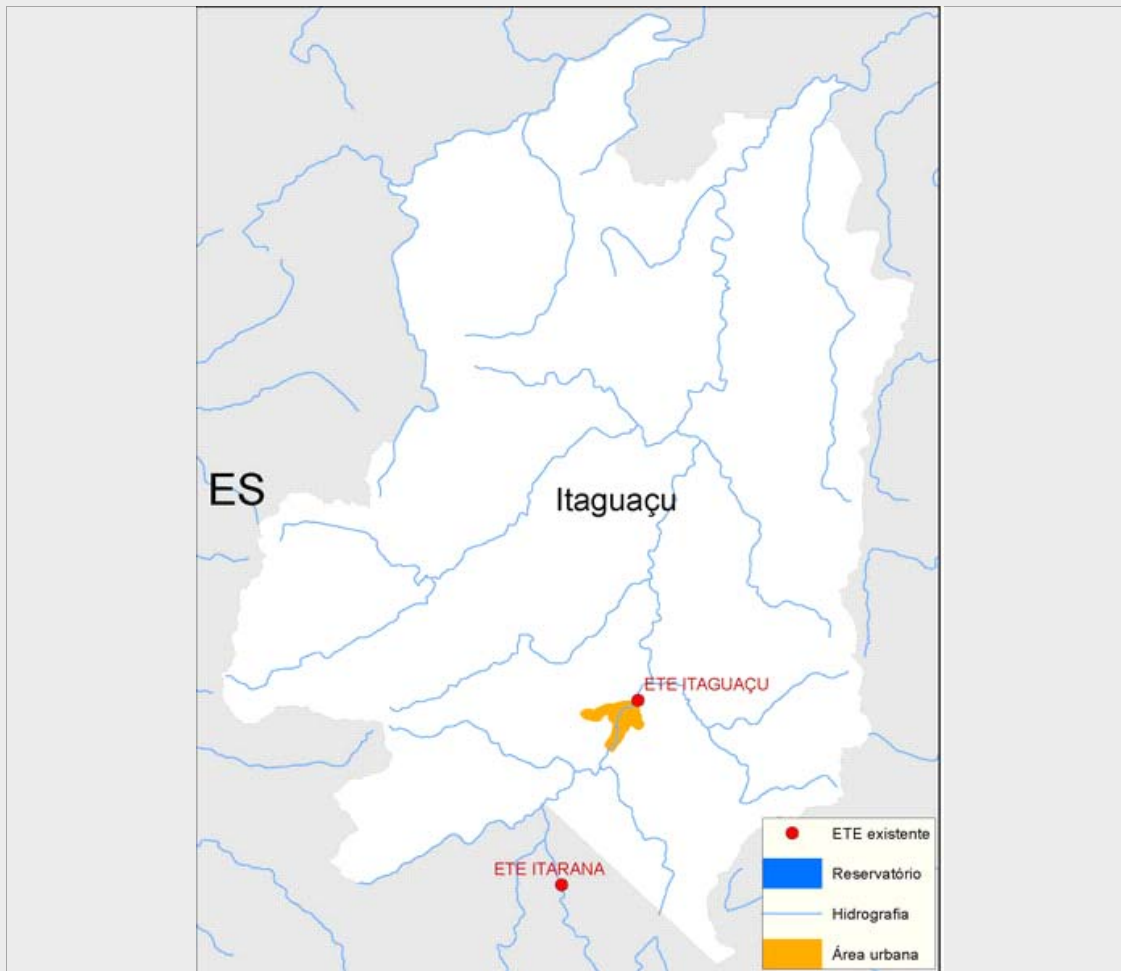 ES
Itaguaçu
ETE ITAGUAÇU
ETE ITARANA
ETE existente
Reservatório
Hidrografia
Área urbana